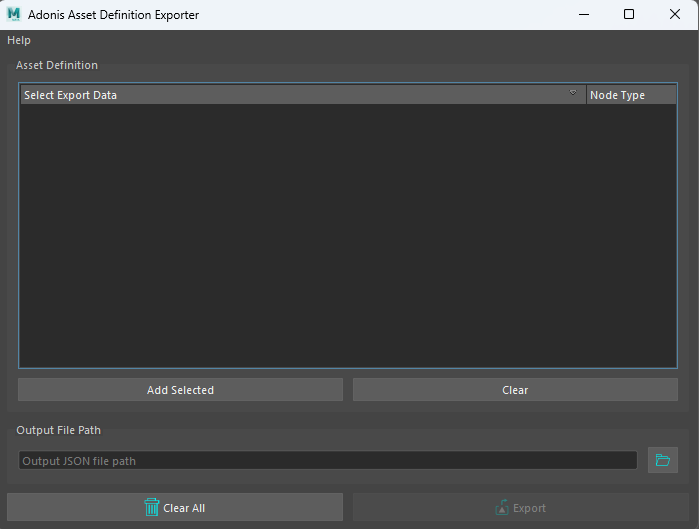 Adonis Asset Definition Exporter
Help
Asset Definition
Select Export Data
Node Type
Add Selected
Clear
Output File Path
Output JSON file path
Clear All
Export